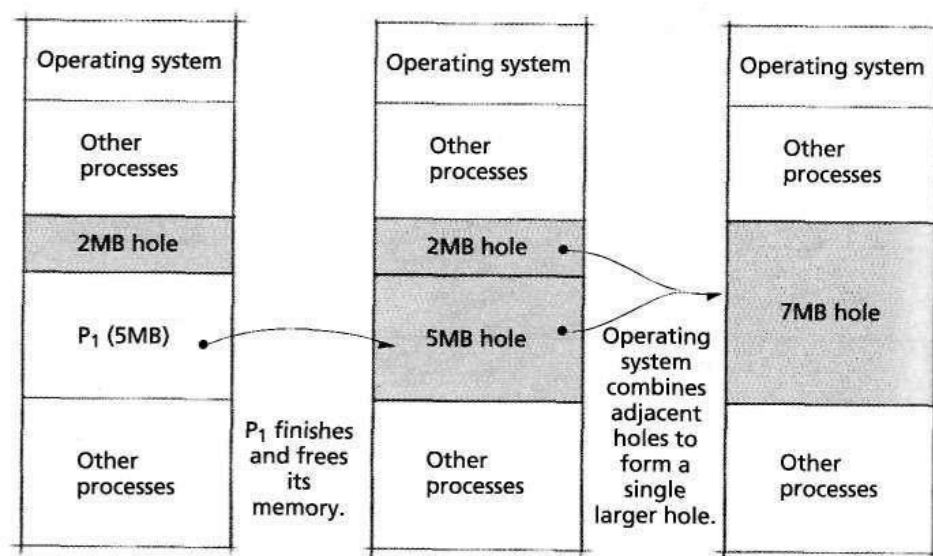 Operating system
Other
processes
2MB hole
P₁ (5MB)
Other
processes
P₁ finishes
and frees
its
memory.
Operating system
Other
processes
2MB hole
5MB hole
Other
processes
Operating
system
combines
adjacent
holes to
form a
single
larger hole.
Operating system
Other
processes
7MB hole
Other
processes